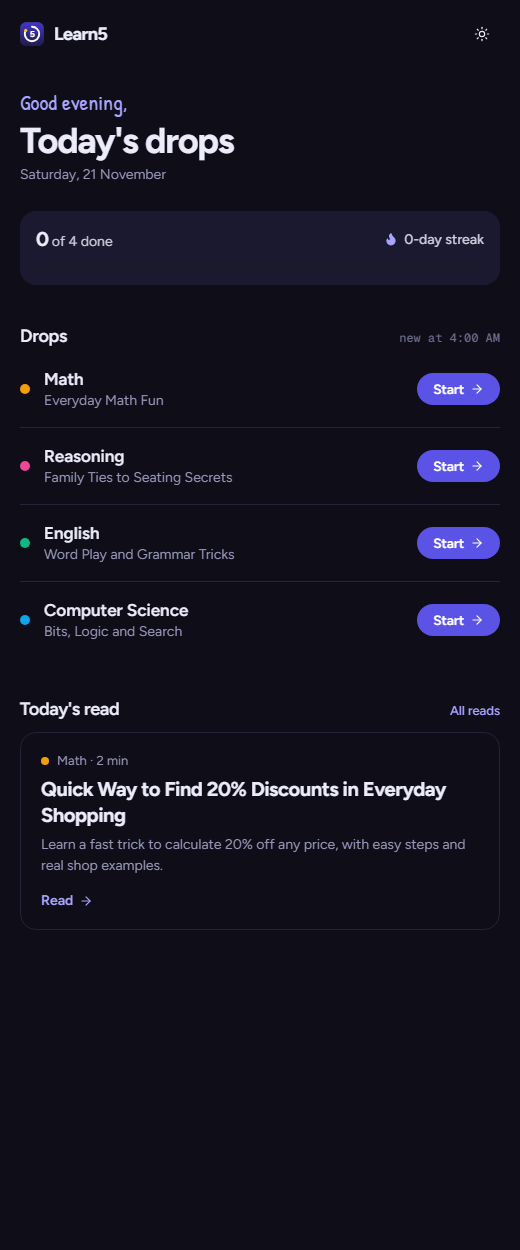 5 Learn5
Good evening,
Today's drops
Saturday, 21 November
0 of 4 done
0-day streak
Drops
new at 4:00 AM
Math
Everyday Math Fun
Start →
Reasoning
Family Ties to Seating Secrets
Start →
English
Word Play and Grammar Tricks
Start →
Computer Science
Bits, Logic and Search
Start →
Today's read
All reads
Math · 2 min
Quick Way to Find 20% Discounts in Everyday
Shopping
Learn a fast trick to calculate 20% off any price, with easy steps and
real shop examples.
Read →